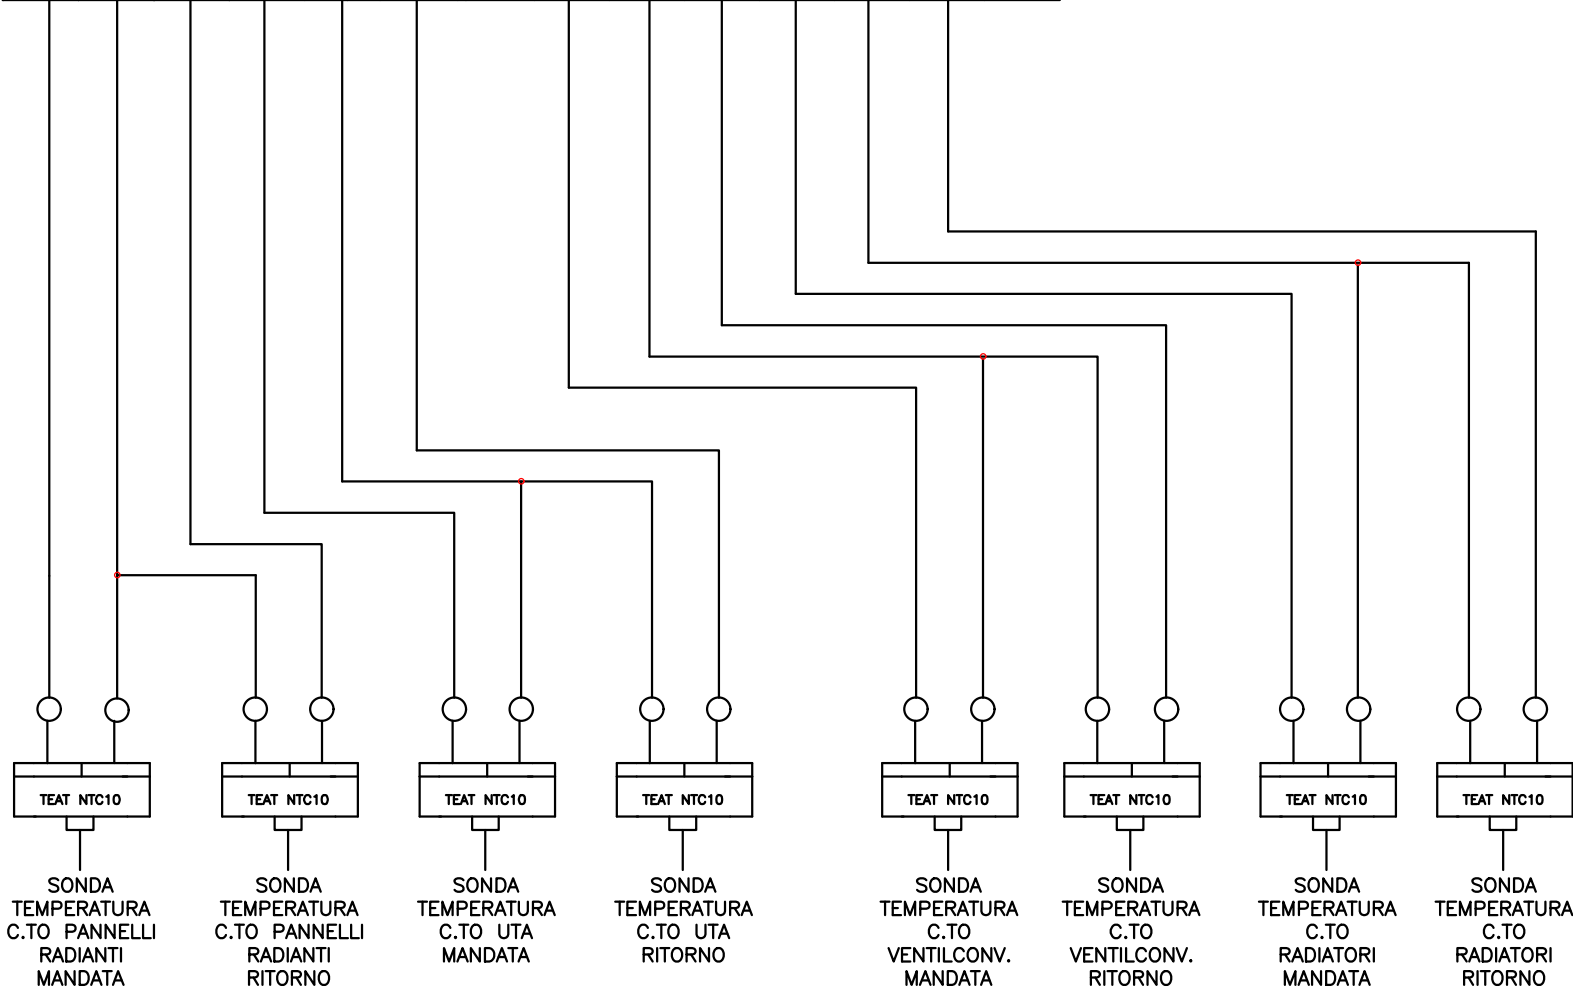 TEAT NTC10
TEAT NTC10
TEAT NTC10
TEAT NTC10
TEAT NTC10
TEAT NTC10
TEAT NTC10
TEAT NTC10
SONDA
TEMPERATURA
C.TO PANNELLI
RADIANTI
MANDATA
SONDA
TEMPERATURA
C.TO PANNELLI
RADIANTI
RITORNO
SONDA
TEMPERATURA
C.TO UTA
MANDATA
SONDA
TEMPERATURA
C.TO UTA
RITORNO
SONDA
TEMPERATURA
C.TO
VENTILCONV.
MANDATA
SONDA
TEMPERATURA
C.TO
VENTILCONV.
RITORNO
SONDA
TEMPERATURA
C.TO
RADIATORI
MANDATA
SONDA
TEMPERATURA
C.TO
RADIATORI
RITORNO